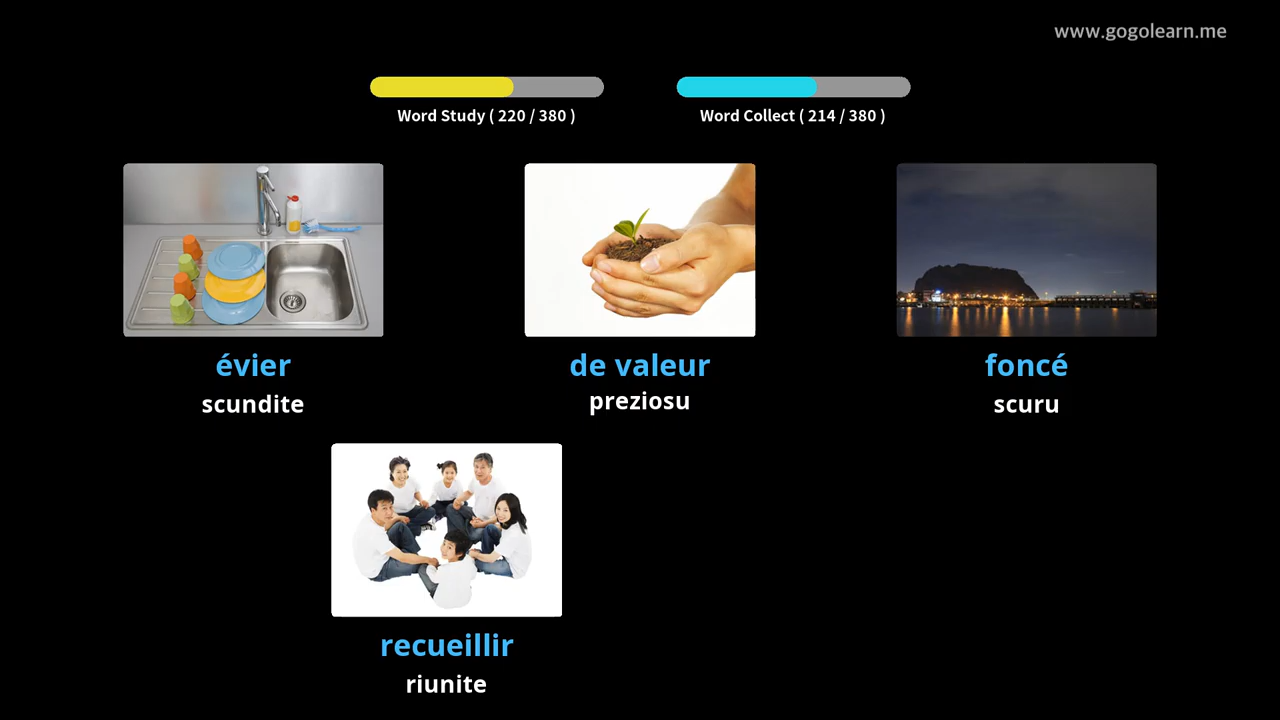 www.gogolearn.me
Word Study ( 220 / 380 )
Word Collect ( 214 / 380 )
évier
scundite
de valeur
preziosu
foncé
scuru
recueillir
riunite